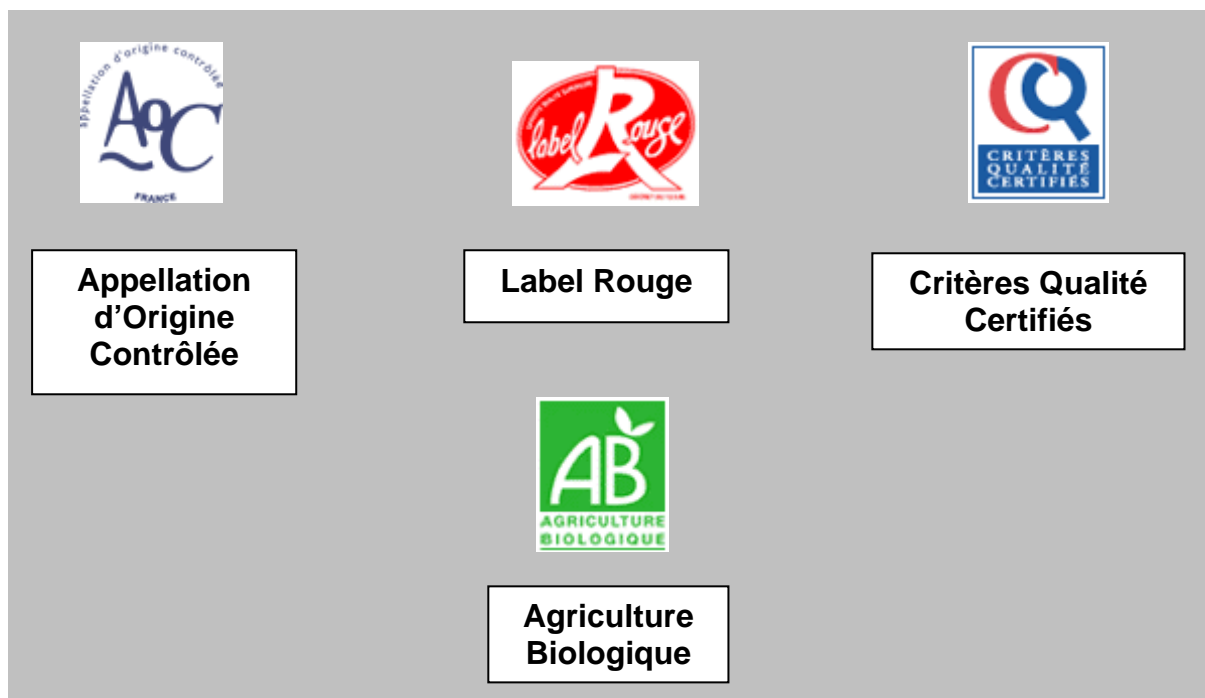 appellation d'origine contrôlée
AOC
FRANCE
label Rouge
CQ
CRITÈRES
QUALITÉ
CERTIFIÉS
Appellation
d'Origine
Contrôlée
Label Rouge
Critères Qualité
Certifiés
AB
AGRICULTURE
BIOLOGIQUE
Agriculture
Biologique